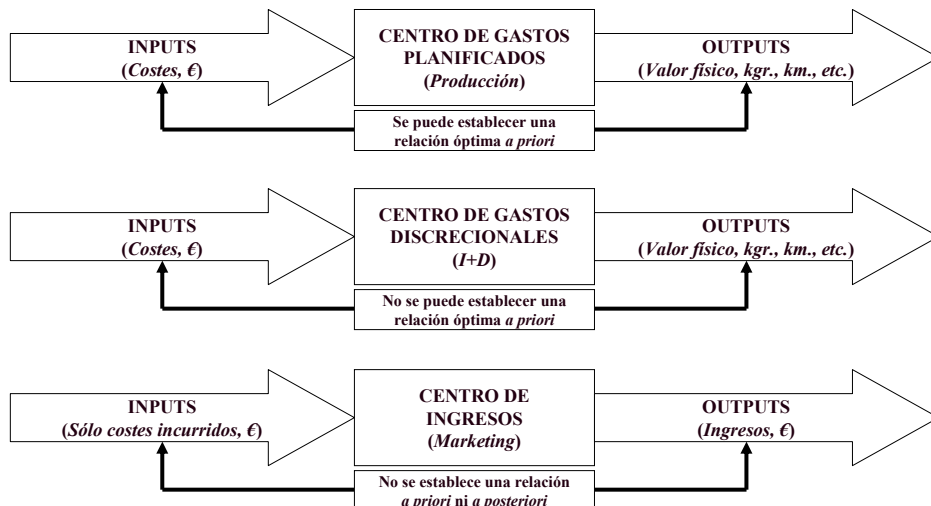 INPUTS
(Costes, €)
CENTRO DE GASTOS
PLANIFICADOS
(Producción)
OUTPUTS
(Valor físico, kgr., km., etc.)
Se puede establecer una
relación óptima a priori
INPUTS
(Costes, €)
CENTRO DE GASTOS
DISCRECIONALES
(I+D)
OUTPUTS
(Valor físico, kgr., km., etc.)
No se puede establecer una
relación óptima a priori
INPUTS
(Sólo costes incurridos, €)
CENTRO DE
INGRESOS
(Marketing)
OUTPUTS
(Ingresos, €)
No se establece una relación
a priori ni a posteriori